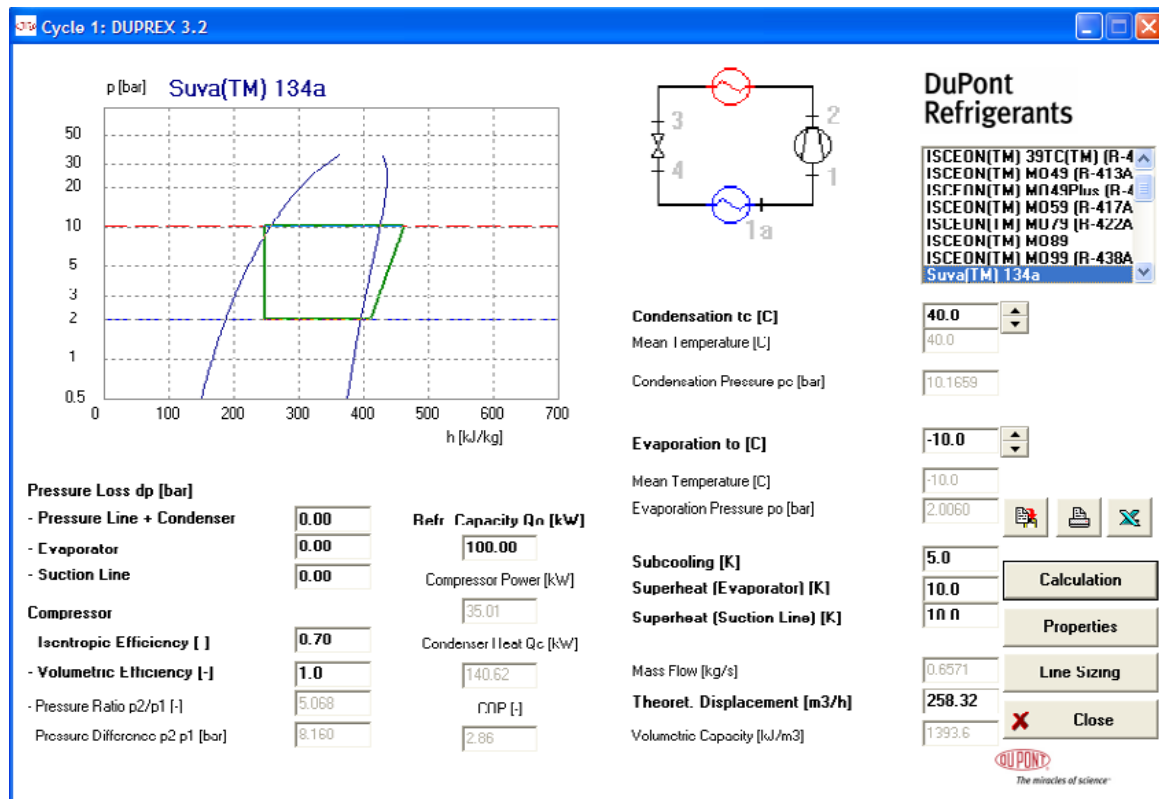 Cycle 1: DUPREX 3.2
p [bar] Suva(TM) 134a
50
30
20
10
5
3
2
1
0.5
0 100 200 300 400 500 600 700
h [kJ/kg]
3
2
4
1
1a
DuPont
Refrigerants
ISCEON(TM) 39TC(TM) (R-4
ISCEON(TM) MO49 (R-413A
ISCEON(TM) MO49Plus (R-4
ISCEON(TM) MO59 (R-417A
ISCEON(TM) MO79 (R-422A
ISCEON(TM) MO89
ISCEON(TM) MO99 (R-438A
Suva(TM) 134a
Condensation tc [C] 40.0
Mean Temperature [C] 40.0
Condensation Pressure pc [bar] 10.1659
Evaporation to [C] -10.0
Mean Temperature [C] -10.0
Evaporation Pressure po [bar] 2.0060
Subcooling [K] 5.0
Superheat (Evaporator) [K] 10.0
Superheat (Suction Line) [K] 10.0
Mass Flow [kg/s] 0.6571
Theoret. Displacement [m3/h] 258.32
Volumetric Capacity [kJ/m3] 1393.6
Calculation
Properties
Line Sizing
Close
Pressure Loss dp [bar]
- Pressure Line + Condenser 0.00
- Evaporator 0.00
- Suction Line 0.00
Compressor
Isentropic Efficiency [ ] 0.70
- Volumetric Efficiency [-] 1.0
- Pressure Ratio p2/p1 [-] 5.068
Pressure Difference p2 p1 [bar] 8.160
Refr. Capacity Qo [kW]
100.00
Compressor Power [kW]
35.01
Condenser Heat Qc [kW]
140.62
COP [-]
2.86
DUPONT
The miracles of science™